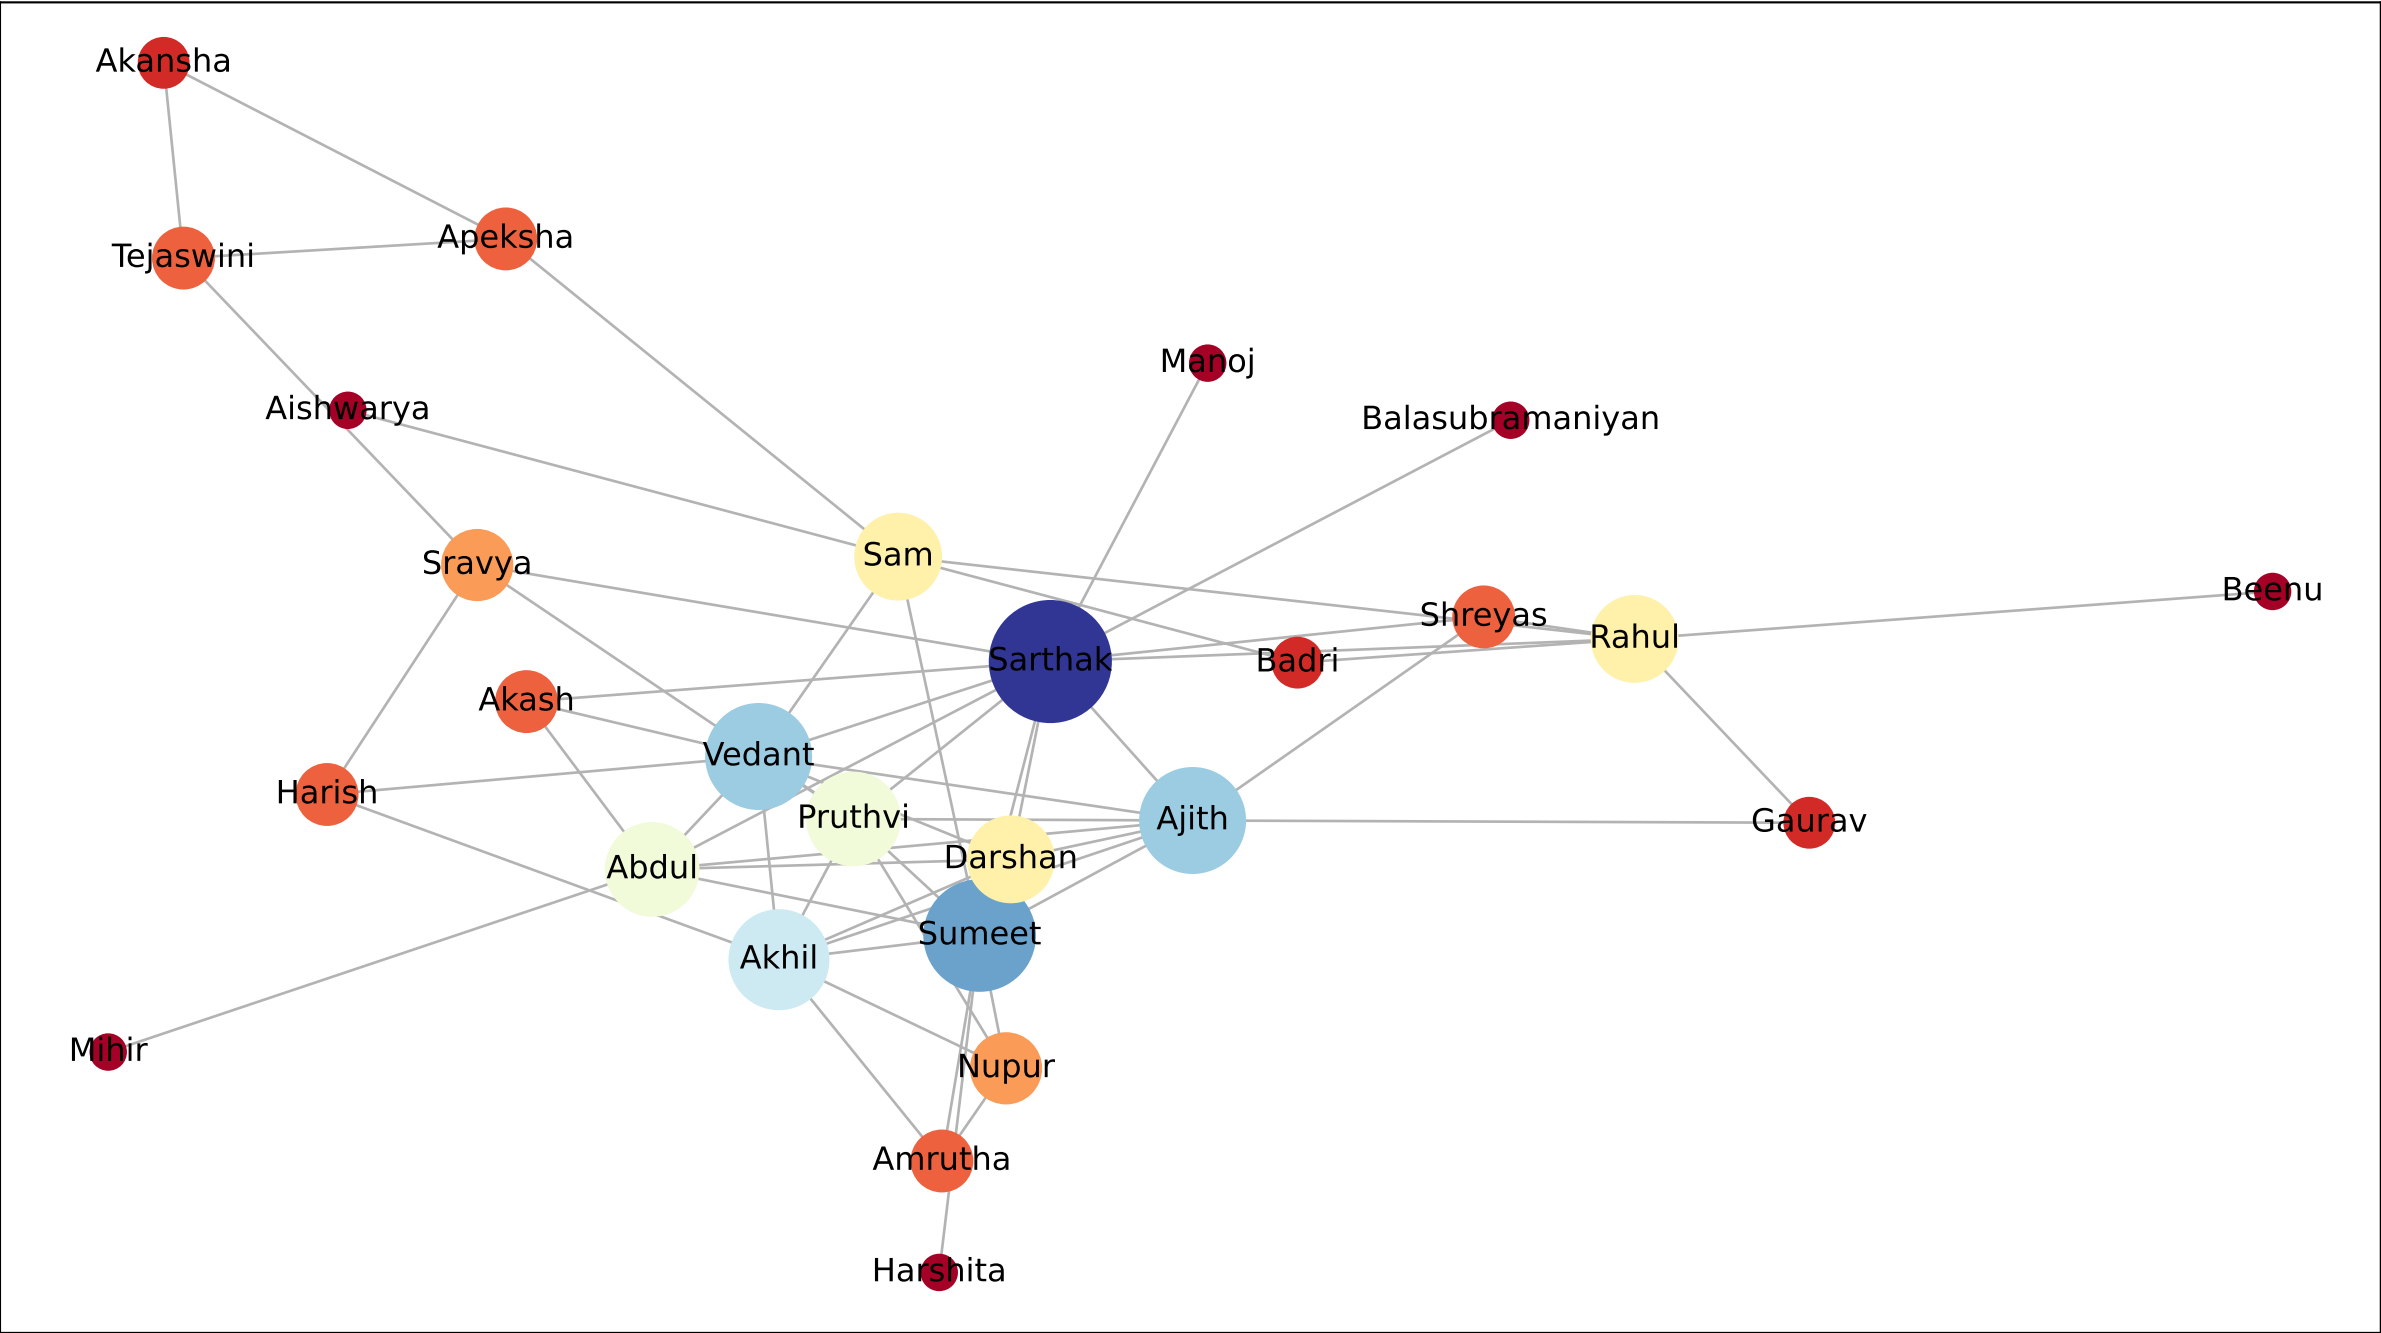 Akansha
Apeksha
Tejaswini
Manoj
Aishwarya
Balasubramaniyan
Sam
Sravya
Beenu
Shreyas
Rahul
Sarthak
Badri
Akash
Vedant
Harish
Pruthvi
Ajith
Gaurav
Darshan
Abdul
Sumeet
Akhil
Mihir
Nupur
Amrutha
Harshita